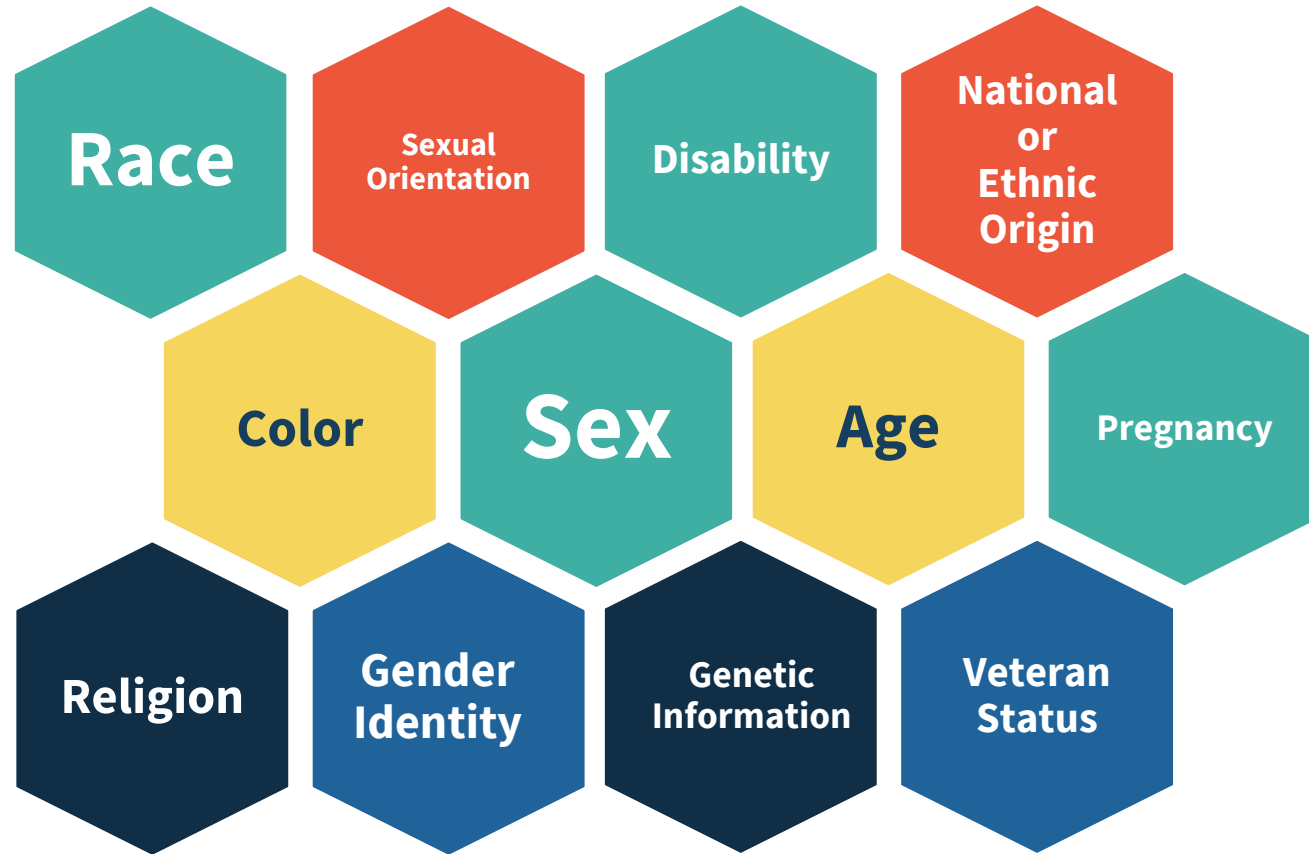 Race
Sexual
Orientation
Disability
National
or
Ethnic
Origin
Color
Sex
Age
Pregnancy
Religion
Gender
Identity
Genetic
Information
Veteran
Status